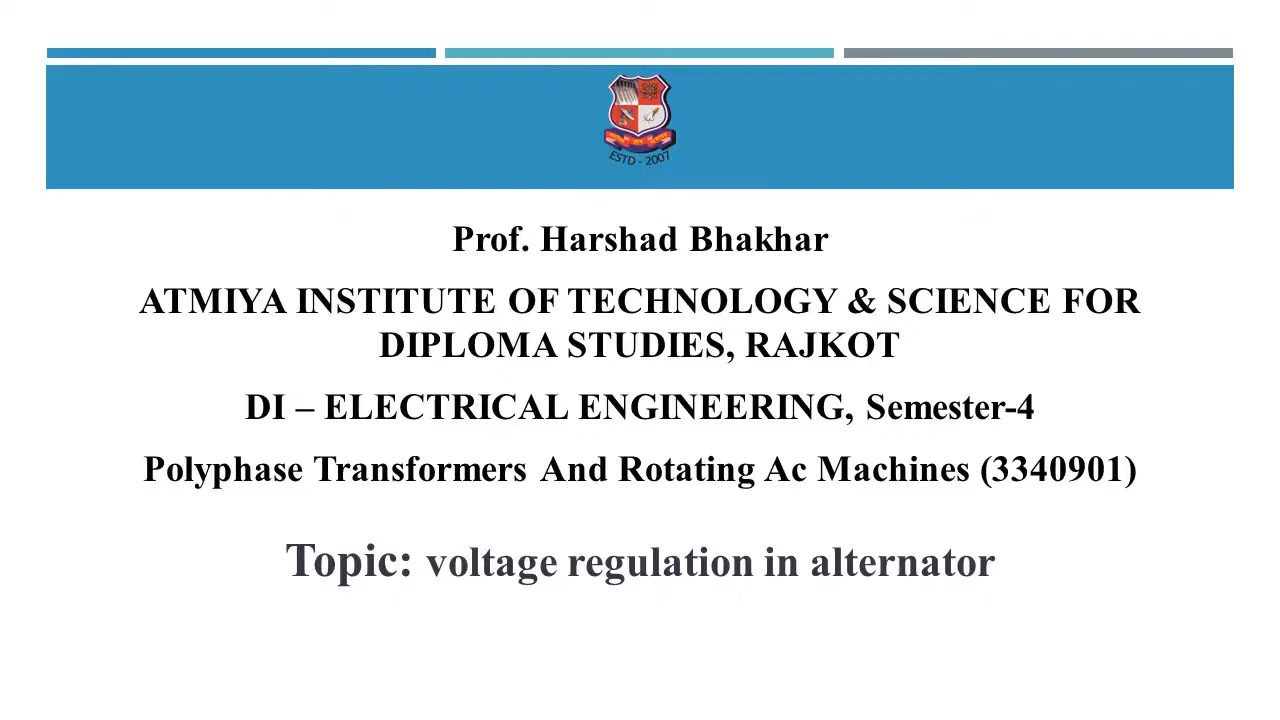 ESTD - 2007
Prof. Harshad Bhakhar
ATMIYA INSTITUTE OF TECHNOLOGY & SCIENCE FOR
DIPLOMA STUDIES, RAJKOT
DI – ELECTRICAL ENGINEERING, Semester-4
Polyphase Transformers And Rotating Ac Machines (3340901)
Topic: voltage regulation in alternator